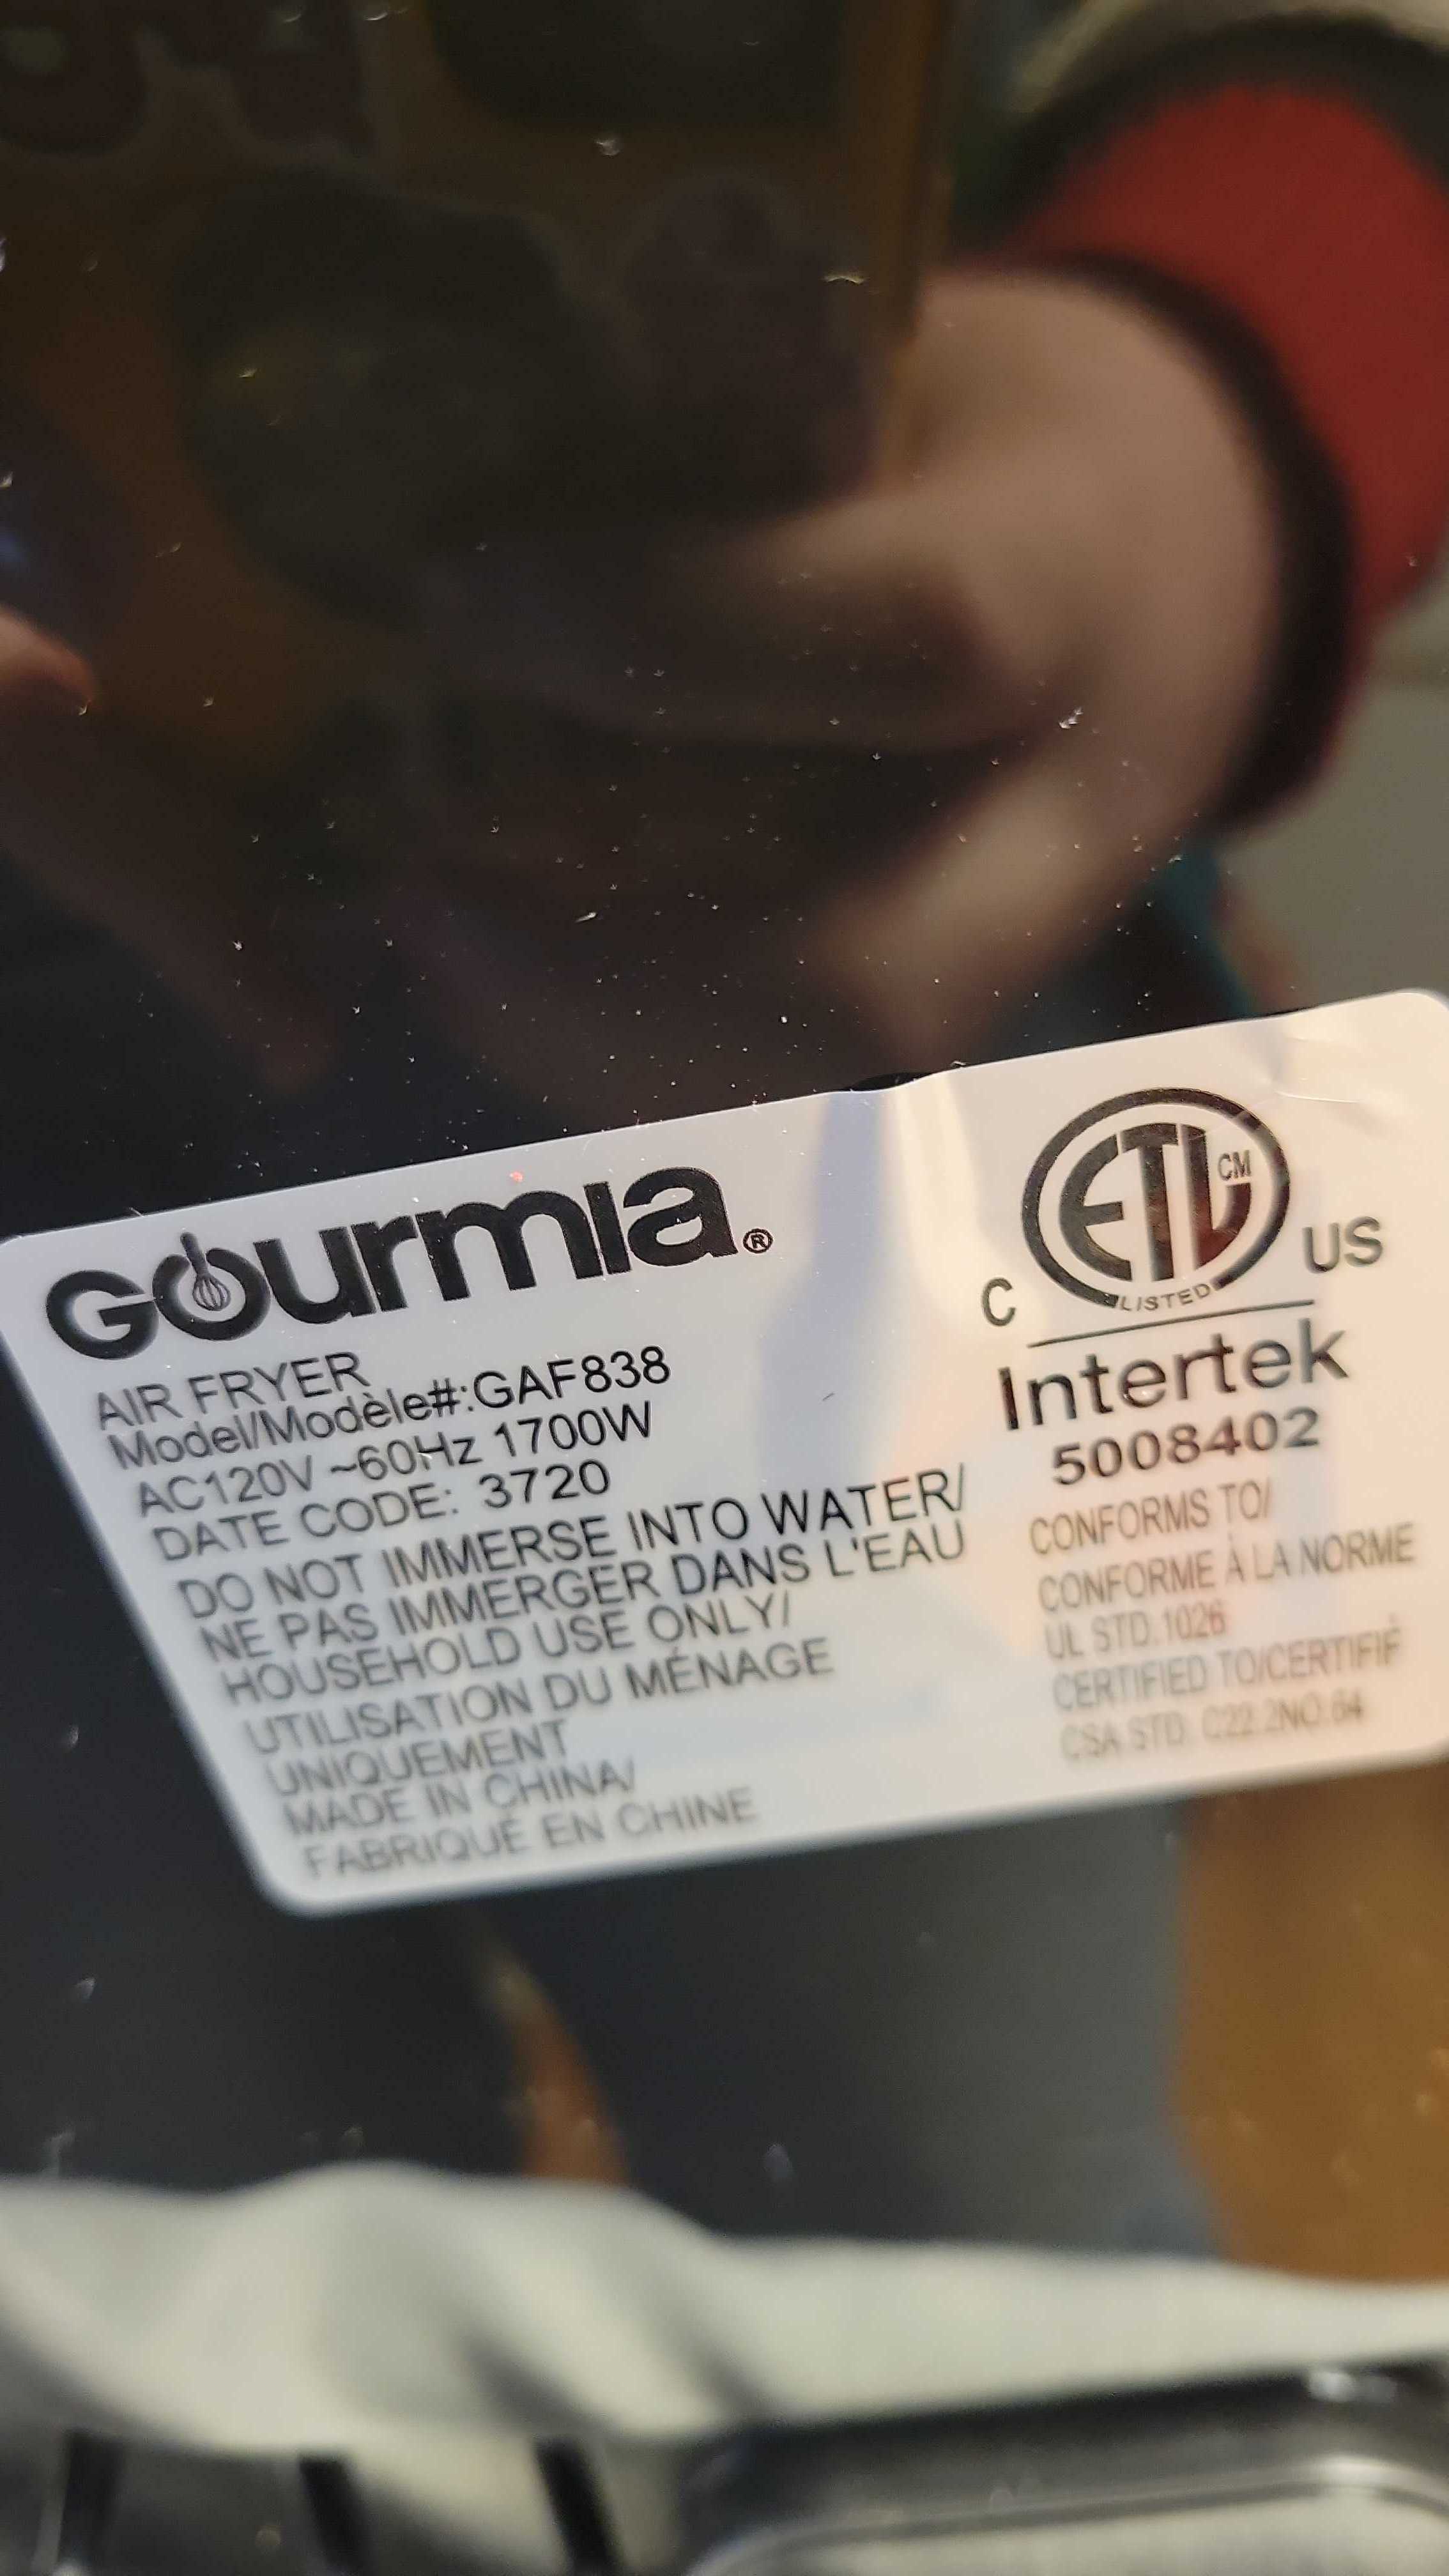 Gourmia®
AIR FRYER
Model/Modèle#:GAF838
AC120V ~60Hz 1700W
DATE CODE: 3720
DO NOT IMMERSE INTO WATER/
NE PAS IMMERGER DANS L'EAU
HOUSEHOLD USE ONLY/
UTILISATION DU MÉNAGE
UNIQUEMENT
MADE IN CHINA/
FABRIQUÉ EN CHINE
ETL CM
LISTED
C US
Intertek
5008402
CONFORMS TO/
CONFORME À LA NORME
UL STD.1026
CERTIFIED TO/CERTIFIÉ
CSA STD. C22.2NO.64